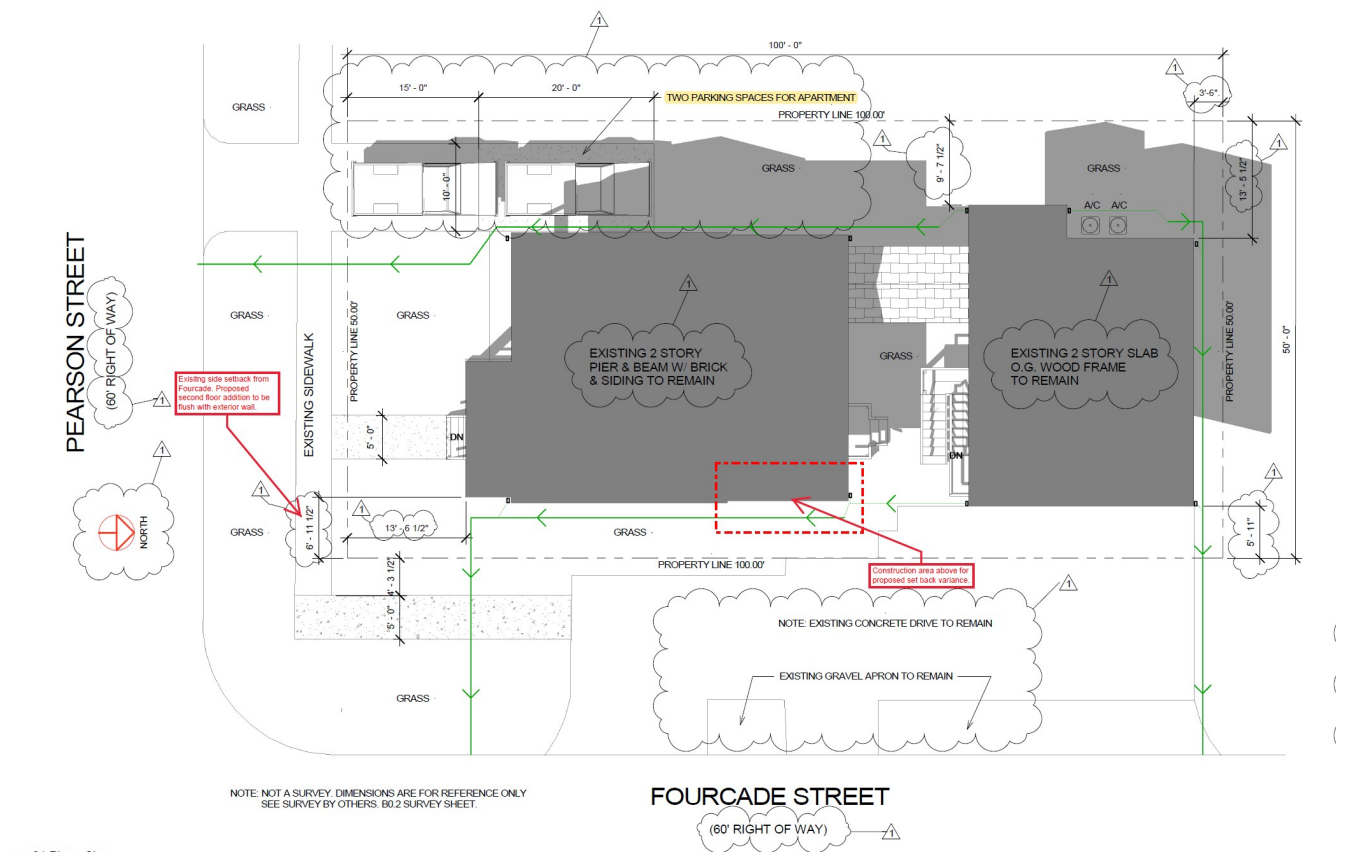 1
100' - 0"
1
15' - 0"
20' - 0"
TWO PARKING SPACES FOR APARTMENT
3'-6".
GRASS
PROPERTY LINE 100.00'
1
1
GRASS
9' - 7 1/2"
GRASS
13' - 5 1/2"
10' - 0"
A/C A/C
PEARSON STREET
(60' RIGHT OF WAY)
1
GRASS
GRASS
PROPERTY LINE 50.00'
EXISTING SIDEWALK
1
EXISTING 2 STORY
PIER & BEAM W/ BRICK
& SIDING TO REMAIN
GRASS
1
EXISTING 2 STORY SLAB
O.G. WOOD FRAME
TO REMAIN
PROPERTY LINE 50.00'
50' - 0"
Exisitng side setback from
Fourcade. Proposed
second floor addition to be
flush with exterior wall.
5' - 0"
DN
DN
1
NORTH
1
6' - 11 1/2"
1
13' - 6 1/2"
GRASS
GRASS
1
5' - 11"
PROPERTY LINE 100.00'
Construction area above for
proposed set back variance.
4' - 3 1/2"
5' - 0"
1
NOTE: EXISTING CONCRETE DRIVE TO REMAIN
EXISTING GRAVEL APRON TO REMAIN
GRASS
NOTE: NOT A SURVEY. DIMENSIONS ARE FOR REFERENCE ONLY
SEE SURVEY BY OTHERS. B0.2 SURVEY SHEET.
FOURCADE STREET
(60' RIGHT OF WAY)
1